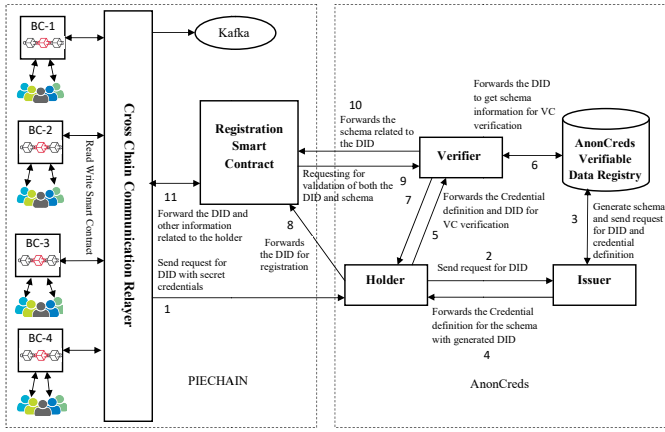 BC-1
BC-2
BC-3
BC-4
Read Write Smart Contract
Cross Chain Communication Relayer
Kafka
Registration
Smart
Contract
11
Forward the DID and
other information
related to the holder
Send request for
DID with secret
credentials
1
8
Forwards
the DID for
registration
PIECHAIN
10
Forwards the
schema related to
the DID
Requesting for
validation of both the
DID and schema
9
Verifier
Forwards the DID
to get schema
information for VC
verification
6
AnonCreds
Verifiable
Data Registry
7
Forwards the Credential
definition and DID for
VC verification
5
3
Generate schema
and send request
for DID and
credential
definition
2
Send request for DID
Holder
Issuer
Forwards the Credential
definition for the schema
with generated DID
4
AnonCreds